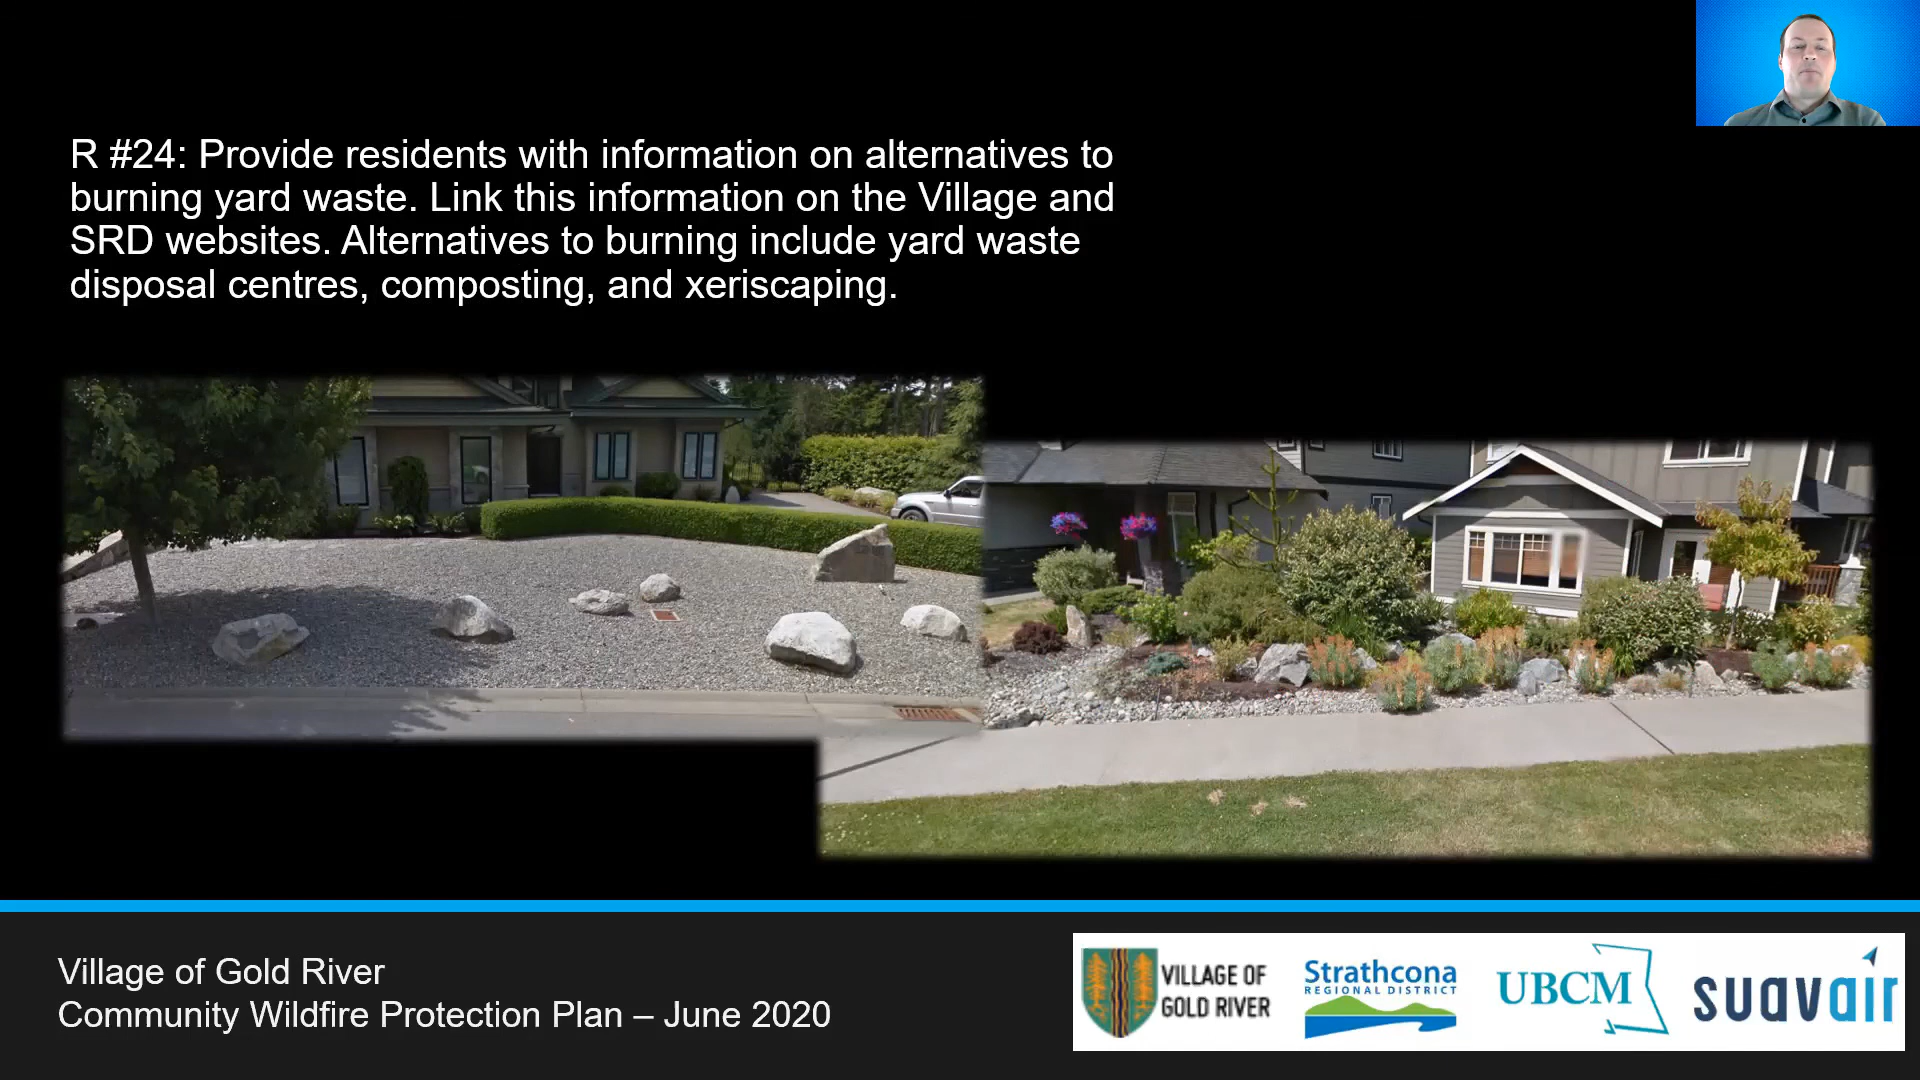 R #24: Provide residents with information on alternatives to
burning yard waste. Link this information on the Village and
SRD websites. Alternatives to burning include yard waste
disposal centres, composting, and xeriscaping.
Village of Gold River
Community Wildfire Protection Plan – June 2020
VILLAGE OF
GOLD RIVER
Strathcona
REGIONAL DISTRICT
UBCM
suavair